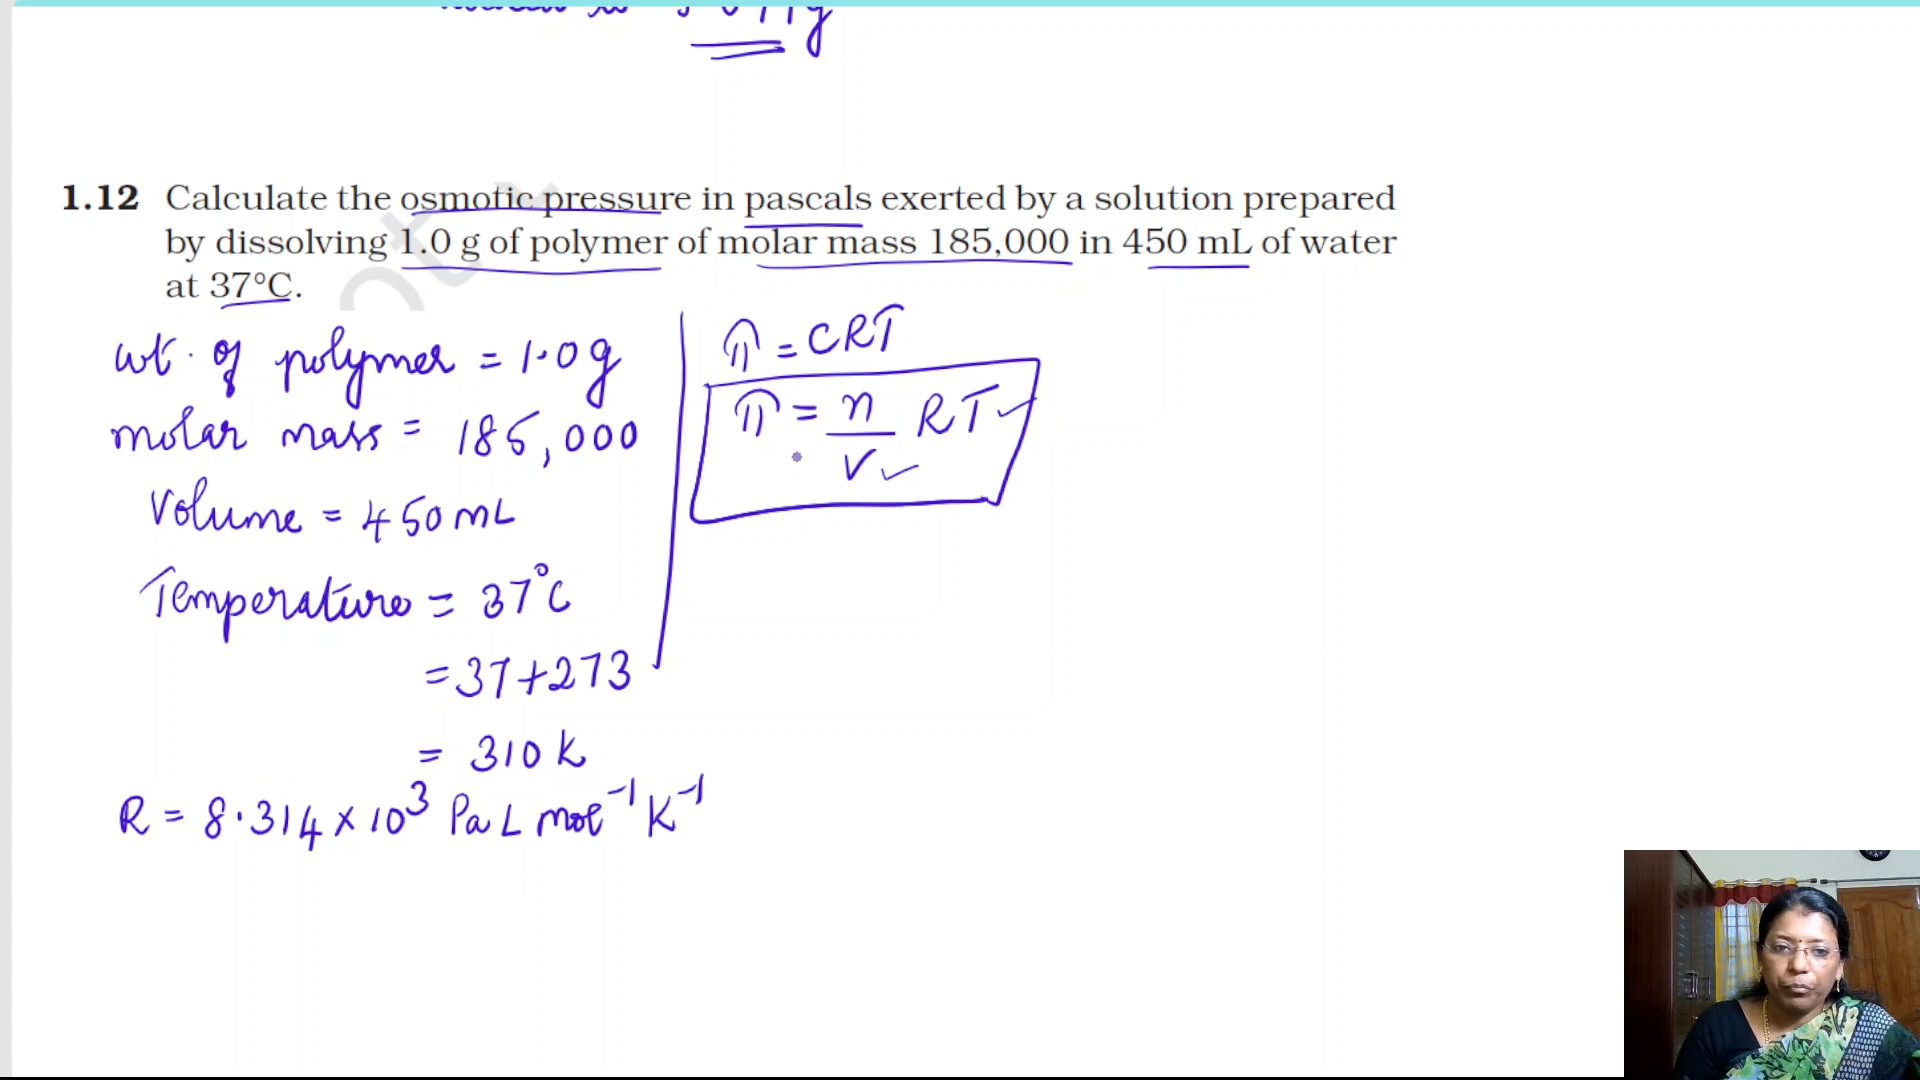 1.12 Calculate the osmotic pressure in pascals exerted by a solution prepared
by dissolving 1.0 g of polymer of molar mass 185,000 in 450 mL of water
at 37°C.
wt. of polymer = 1.0g
molar mass = 185,000
Volume = 450 mL
Temperature = 37°C
= 37+273
= 310 K
R = 8.314 × 10³ Pa L mol⁻¹ K⁻¹
π = CRT
π = n/V RT